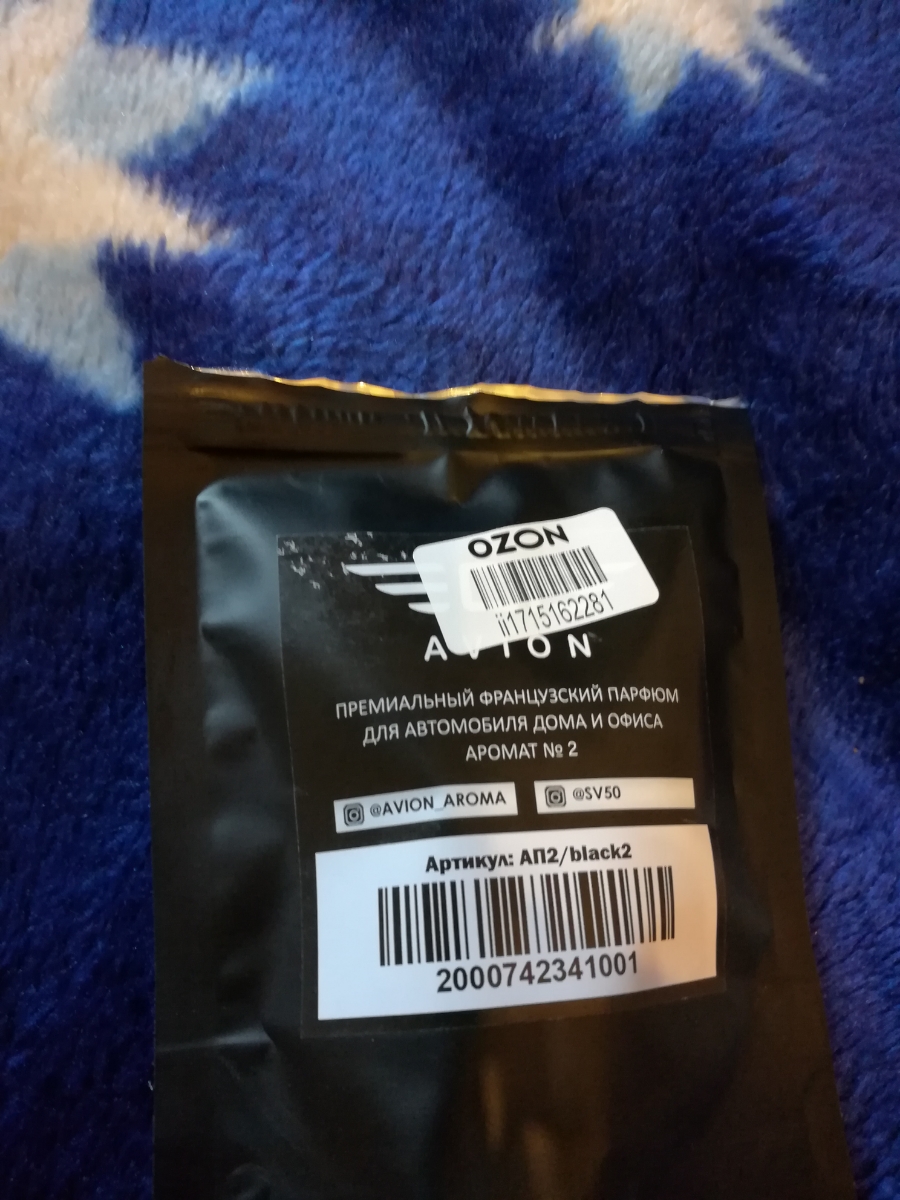 OZON
ii1715162281
AVION
ПРЕМИАЛЬНЫЙ ФРАНЦУЗСКИЙ ПАРФЮМ
ДЛЯ АВТОМОБИЛЯ ДОМА И ОФИСА
АРОМАТ № 2
@AVION_AROMA
@SV50
Артикул: АП2/black2
2000742341001